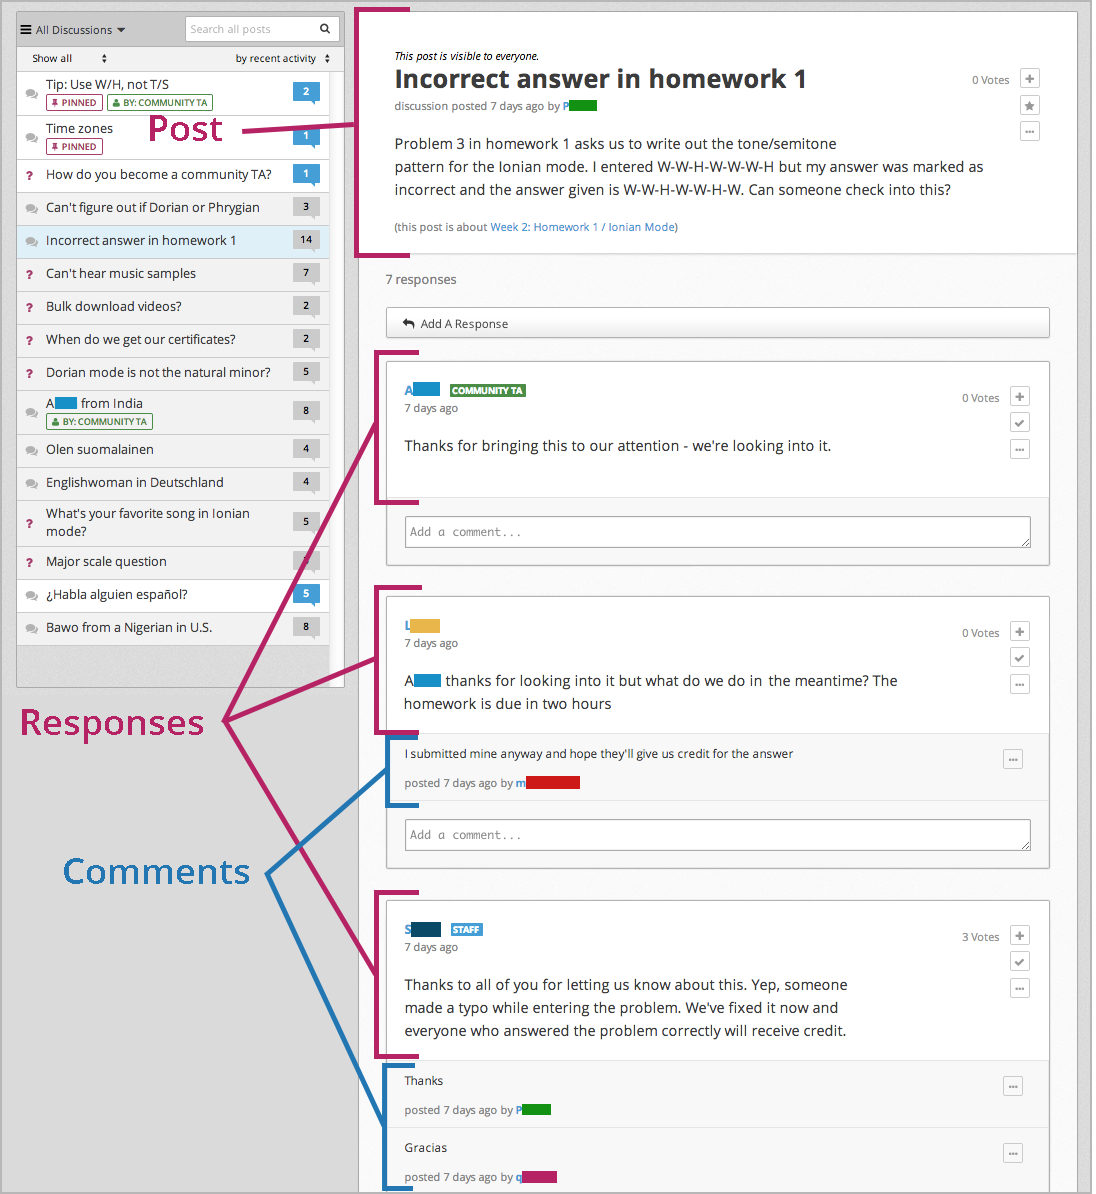 All Discussions
Search all posts
Show all
by recent activity
Tip: Use W/H, not T/S
2
PINNED
BY: COMMUNITY TA
Time zones
1
PINNED
? How do you become a community TA?
1
Can't figure out if Dorian or Phrygian
3
Incorrect answer in homework 1
14
? Can't hear music samples
7
? Bulk download videos?
2
? When do we get our certificates?
2
? Dorian mode is not the natural minor?
5
A from India
8
BY: COMMUNITY TA
Olen suomalainen
4
Englishwoman in Deutschland
4
? What's your favorite song in Ionian
mode?
5
? Major scale question
¿Habla alguien español?
5
Bawo from a Nigerian in U.S.
8
Post
Responses
Comments
This post is visible to everyone.
Incorrect answer in homework 1
0 Votes
discussion posted 7 days ago by P
Problem 3 in homework 1 asks us to write out the tone/semitone
pattern for the Ionian mode. I entered W-W-H-W-W-W-H but my answer was marked as
incorrect and the answer given is W-W-H-W-W-H-W. Can someone check into this?
(this post is about Week 2: Homework 1 / Ionian Mode)
7 responses
Add A Response
A COMMUNITY TA
0 Votes
7 days ago
Thanks for bringing this to our attention - we're looking into it.
Add a comment...
L
0 Votes
7 days ago
A thanks for looking into it but what do we do in the meantime? The
homework is due in two hours
I submitted mine anyway and hope they'll give us credit for the answer
posted 7 days ago by m
Add a comment...
S STAFF
3 Votes
7 days ago
Thanks to all of you for letting us know about this. Yep, someone
made a typo while entering the problem. We've fixed it now and
everyone who answered the problem correctly will receive credit.
Thanks
posted 7 days ago by P
Gracias
posted 7 days ago by q